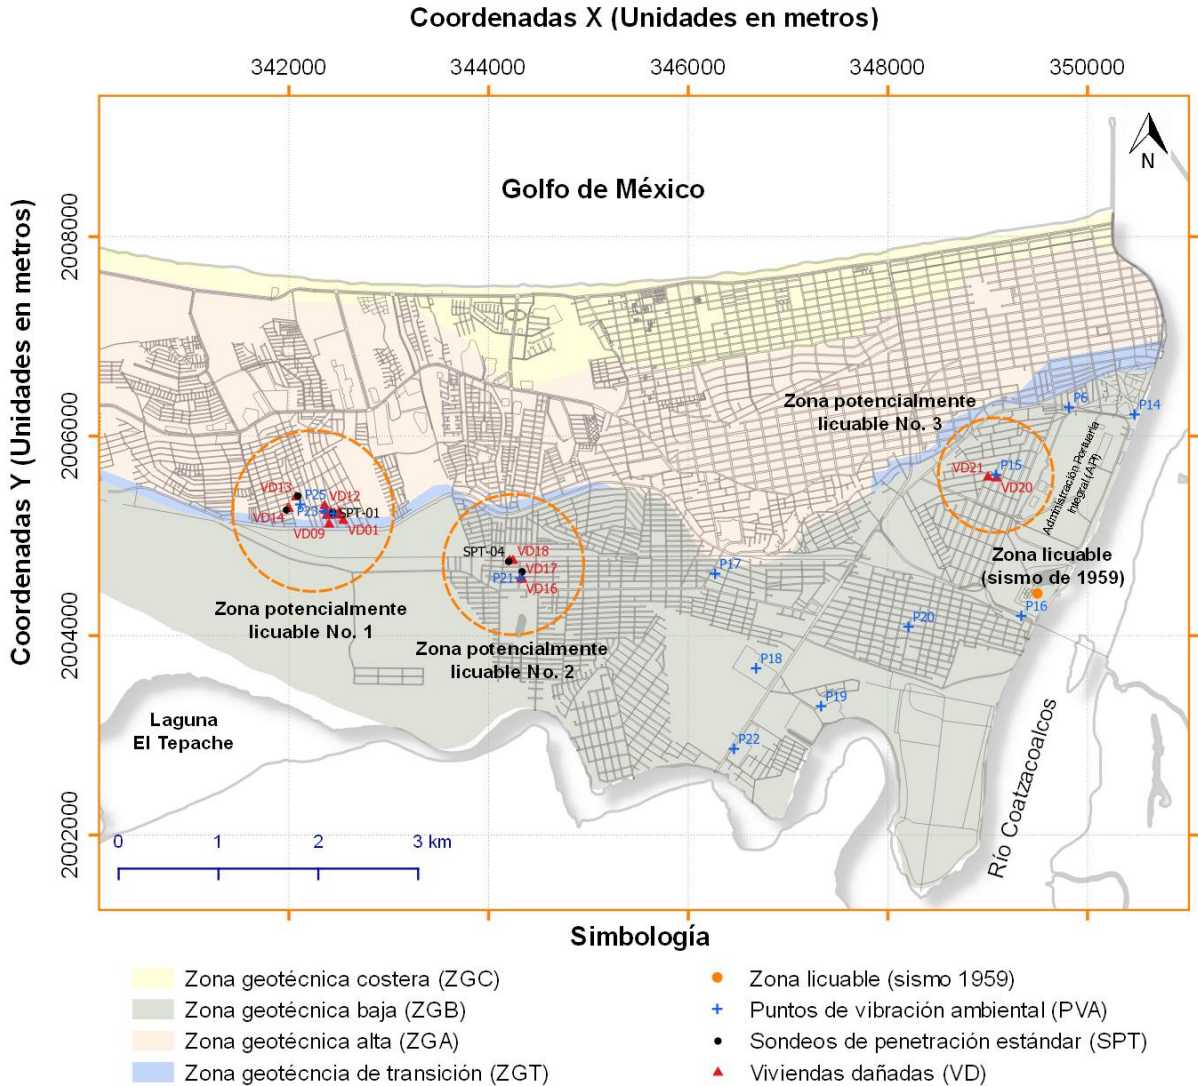 Coordenadas X (Unidades en metros)
342000
344000
346000
348000
350000
Coordenadas Y (Unidades en metros)
2008000
2006000
2004000
2002000
N
Golfo de México
Zona potencialmente
licuable No. 3
P6
P14
VD21
P15
VD20
Administración Portuaria
Integral (API)
VD13
P25
VD12
VD14
P23
SPT-01
VD09
VD01
SPT-04
VD18
VD17
P21
VD16
P17
Zona licuable
(sismo de 1959)
P16
P20
Zona potencialmente
licuable No. 1
Zona potencialmente
licuable No. 2
P18
P19
P22
Laguna
El Tepache
Río Coatzacoalcos
0 1 2 3 km
Simbología
Zona geotécnica costera (ZGC)
Zona geotécnica baja (ZGB)
Zona geotécnica alta (ZGA)
Zona geotécncia de transición (ZGT)
Zona licuable (sismo 1959)
Puntos de vibración ambiental (PVA)
Sondeos de penetración estándar (SPT)
Viviendas dañadas (VD)